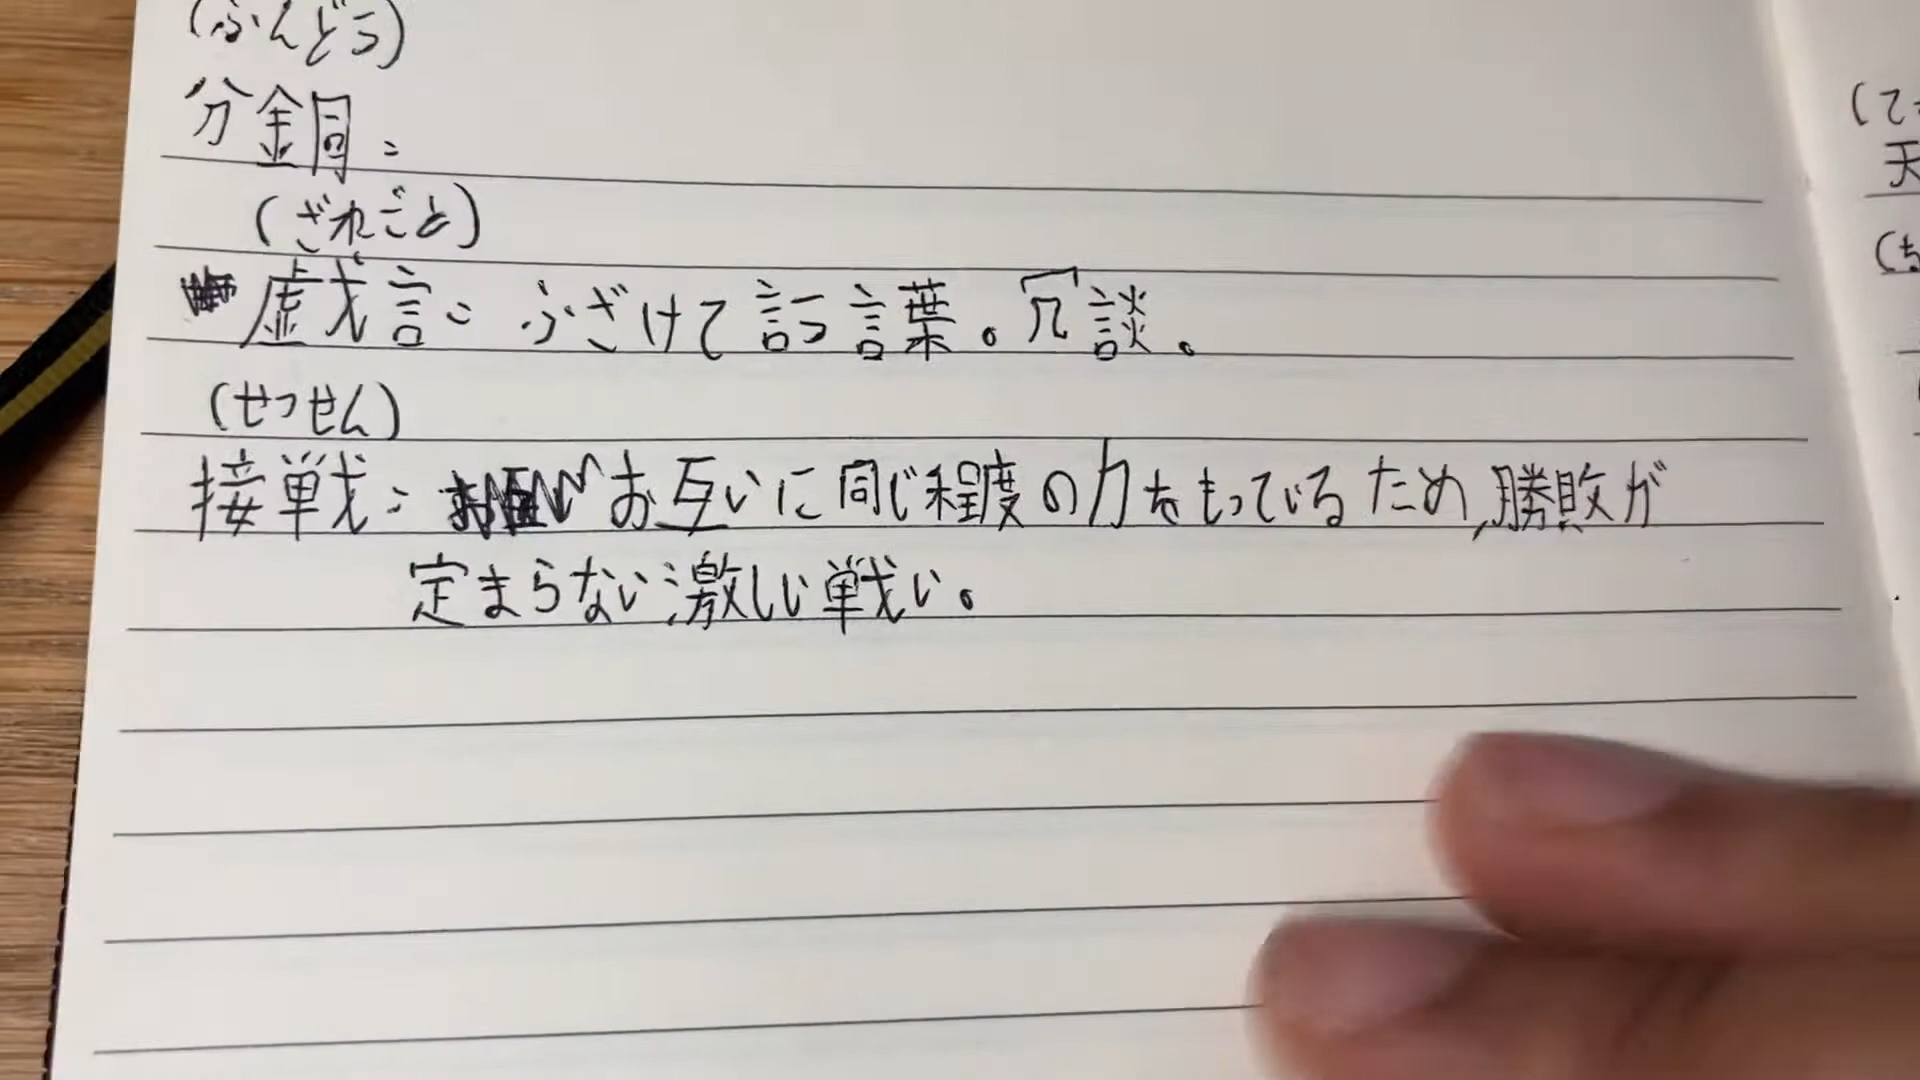 (ふんどう)
分銅:
(ざれごと)
戯言: ふざけて言う言葉。冗談。
(せっせん)
接戦: お互いに同じ程度の力をもっているため、勝敗が
定まらない激しい戦い。
(て
天
(ち